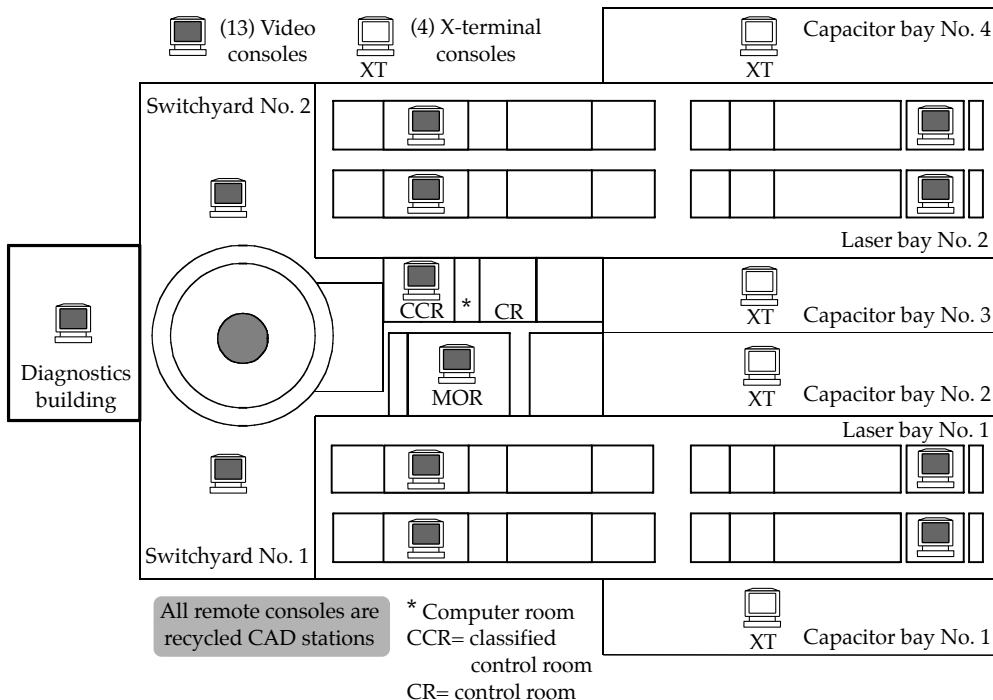 (13) Video
consoles
XT
(4) X-terminal
consoles
XT
Capacitor bay No. 4
Switchyard No. 2
Laser bay No. 2
CCR
*
CR
XT
Capacitor bay No. 3
Diagnostics
building
MOR
XT
Capacitor bay No. 2
Laser bay No. 1
Switchyard No. 1
All remote consoles are
recycled CAD stations
* Computer room
CCR= classified
control room
CR= control room
XT
Capacitor bay No. 1